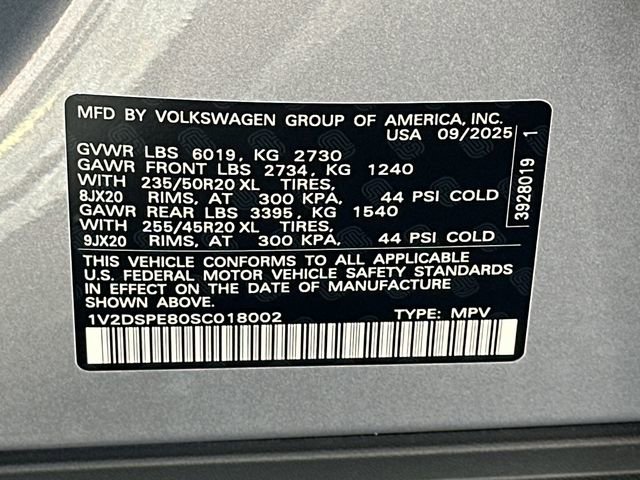 MFD BY VOLKSWAGEN GROUP OF AMERICA, INC.
USA 09/2025
GVWR LBS 6019, KG 2730
GAWR FRONT LBS 2734, KG 1240
WITH 235/50R20 XL TIRES,
8JX20 RIMS, AT 300 KPA, 44 PSI COLD
GAWR REAR LBS 3395, KG 1540
WITH 255/45R20 XL TIRES,
9JX20 RIMS, AT 300 KPA, 44 PSI COLD
THIS VEHICLE CONFORMS TO ALL APPLICABLE
U.S. FEDERAL MOTOR VEHICLE SAFETY STANDARDS
IN EFFECT ON THE DATE OF MANUFACTURE
SHOWN ABOVE.
1V2DSPE80SC018002 TYPE: MPV
3928019 1